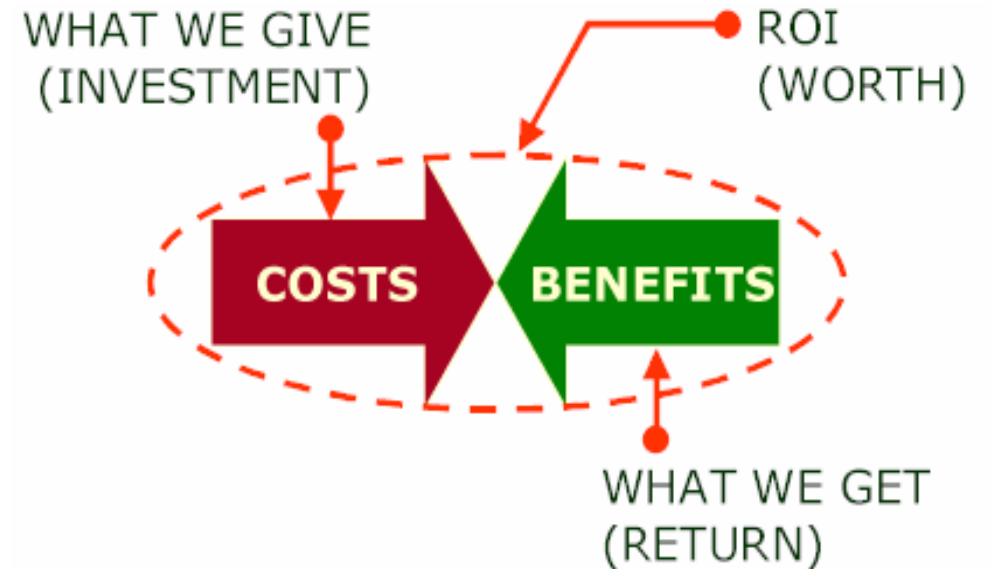 WHAT WE GIVE
(INVESTMENT)
ROI
(WORTH)
COSTS
BENEFITS
WHAT WE GET
(RETURN)